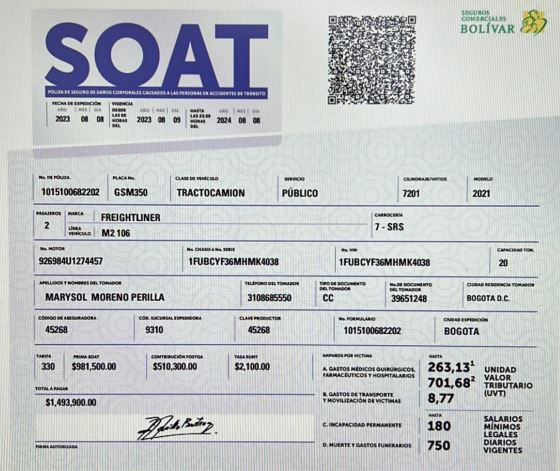 SOAT
SEGUROS
COMERCIALES
BOLÍVAR
PÓLIZA DE SEGURO DE DAÑOS CORPORALES CAUSADOS A LAS PERSONAS EN ACCIDENTES DE TRÁNSITO
FECHA DE EXPEDICIÓN
AÑO | MES | DÍA
2023 08 08
VIGENCIA
DESDE LAS 00 HORAS DEL
AÑO | MES | DÍA
2023 08 09
HASTA LAS 23:59 HORAS DEL
AÑO | MES | DÍA
2024 08 08
No. DE PÓLIZA. PLACA No. CLASE DE VEHÍCULO SERVICIO CILINDRAJE/VATIOS MODELO
1015100682202 GSM350 TRACTOCAMION PÚBLICO 7201 2021
PASAJEROS MARCA FREIGHTLINER CARROCERÍA
2 LÍNEA VEHÍCULO M2 106 7 - SRS
No. MOTOR No. CHASIS ó No. SERIE No. VIN CAPACIDAD TON.
926984U1274457 1FUBCYF36MHMK4038 1FUBCYF36MHMK4038 20
APELLIDOS Y NOMBRES DEL TOMADOR TELÉFONO DEL TOMADOR TIPO DE DOCUMENTO DEL TOMADOR No. DE DOCUMENTO DEL TOMADOR CIUDAD RESIDENCIA TOMADOR
MARYSOL MORENO PERILLA 3108685550 CC 39651248 BOGOTA D.C.
CÓDIGO DE ASEGURADORA CÓD. SUCURSAL EXPEDIDORA CLAVE PRODUCTOR No. FORMULARIO CIUDAD EXPEDICIÓN
45268 9310 45268 1015100682202 BOGOTA
TARIFA PRIMA SOAT CONTRIBUCIÓN FOSYGA TASA RUNT
330 $981,500.00 $510,300.00 $2,100.00
TOTAL A PAGAR
$1,493,900.00
FIRMA AUTORIZADA
AMPAROS POR VICTIMA HASTA
A. GASTOS MÉDICOS QUIRÚRGICOS, FARMACÉUTICOS Y HOSPITALARIOS
263,13¹
701,68²
B. GASTOS DE TRANSPORTE Y MOVILIZACIÓN DE VICTIMAS
8,77
UNIDAD
VALOR
TRIBUTARIO
(UVT)
HASTA
C. INCAPACIDAD PERMANENTE 180
D. MUERTE Y GASTOS FUNERARIOS 750
SALARIOS
MÍNIMOS
LEGALES
DIARIOS
VIGENTES